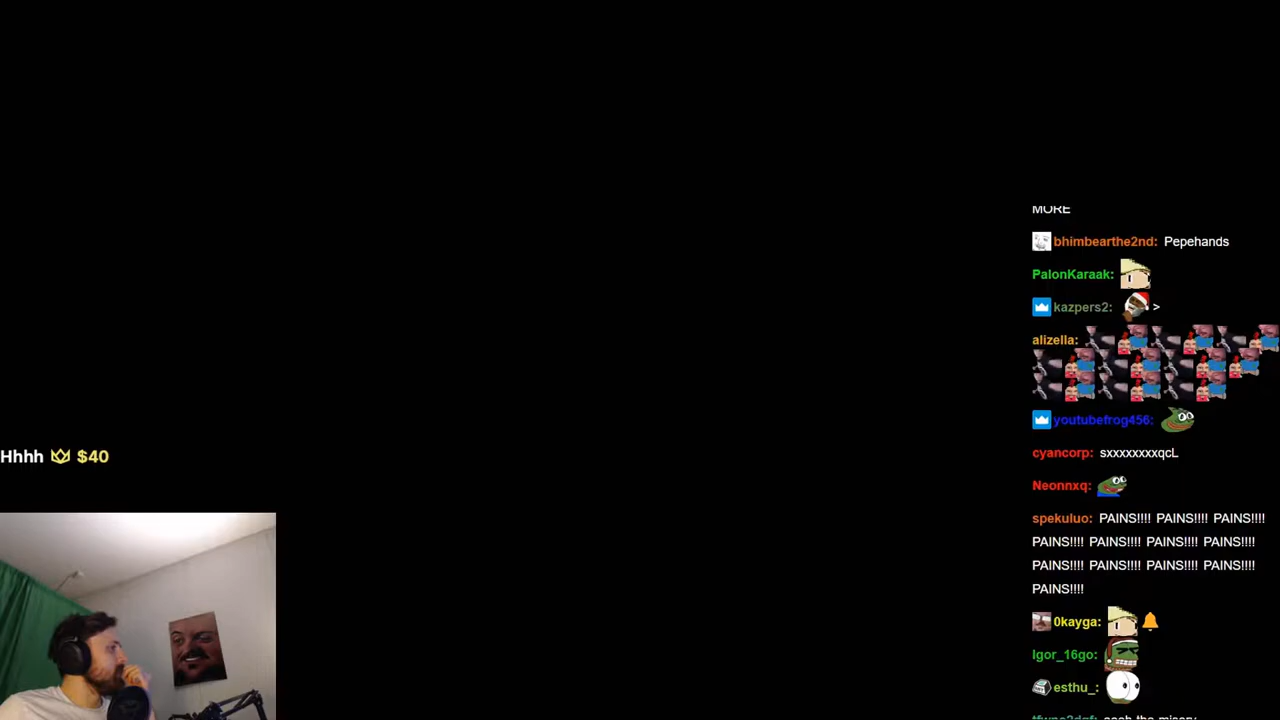 MORE
bhimbearthe2nd: Pepehands
PalonKaraak:
kazpers2: >
alizella:
youtubefrog456:
cyancorp: sxxxxxxxxqcL
Hhhh $40
Neonnxq:
spekuluo: PAINS!!!! PAINS!!!! PAINS!!!!
PAINS!!!! PAINS!!!! PAINS!!!! PAINS!!!!
PAINS!!!! PAINS!!!! PAINS!!!! PAINS!!!!
PAINS!!!!
0kayga:
Igor_16go:
esthu_: